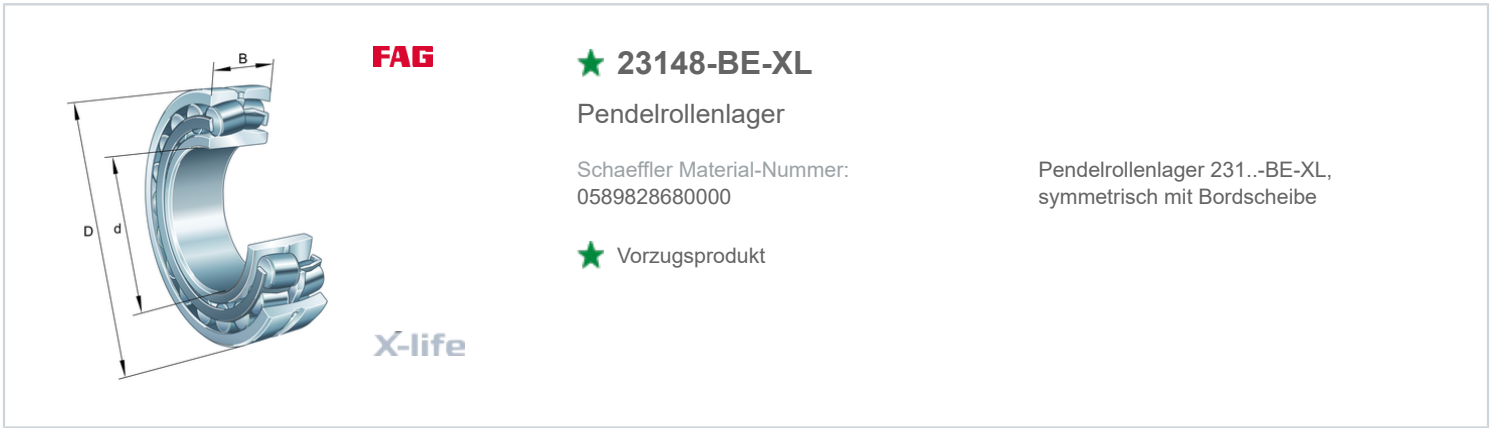 FAG
B
D
d
X-life
23148-BE-XL
Pendelrollenlager
Schaeffler Material-Nummer:
0589828680000
Vorzugsprodukt
Pendelrollenlager 231..-BE-XL,
symmetrisch mit Bordscheibe